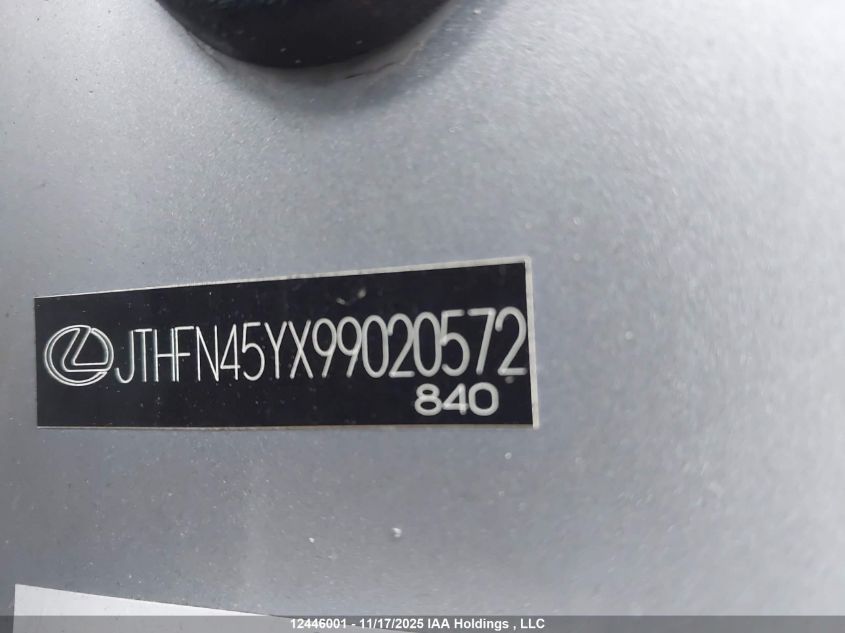 JTHFN45YX99020572
840
12446001 - 11/17/2025 IAA Holdings , LLC